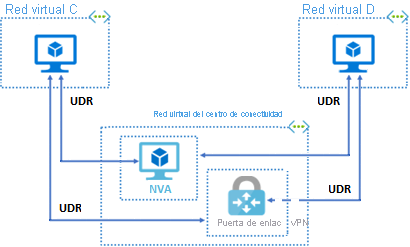 Red virtual C
Red virtual D
UDR
UDR
Red virtual del centro de conectividad
NVA
UDR
UDR
Puerta de enlac VPN